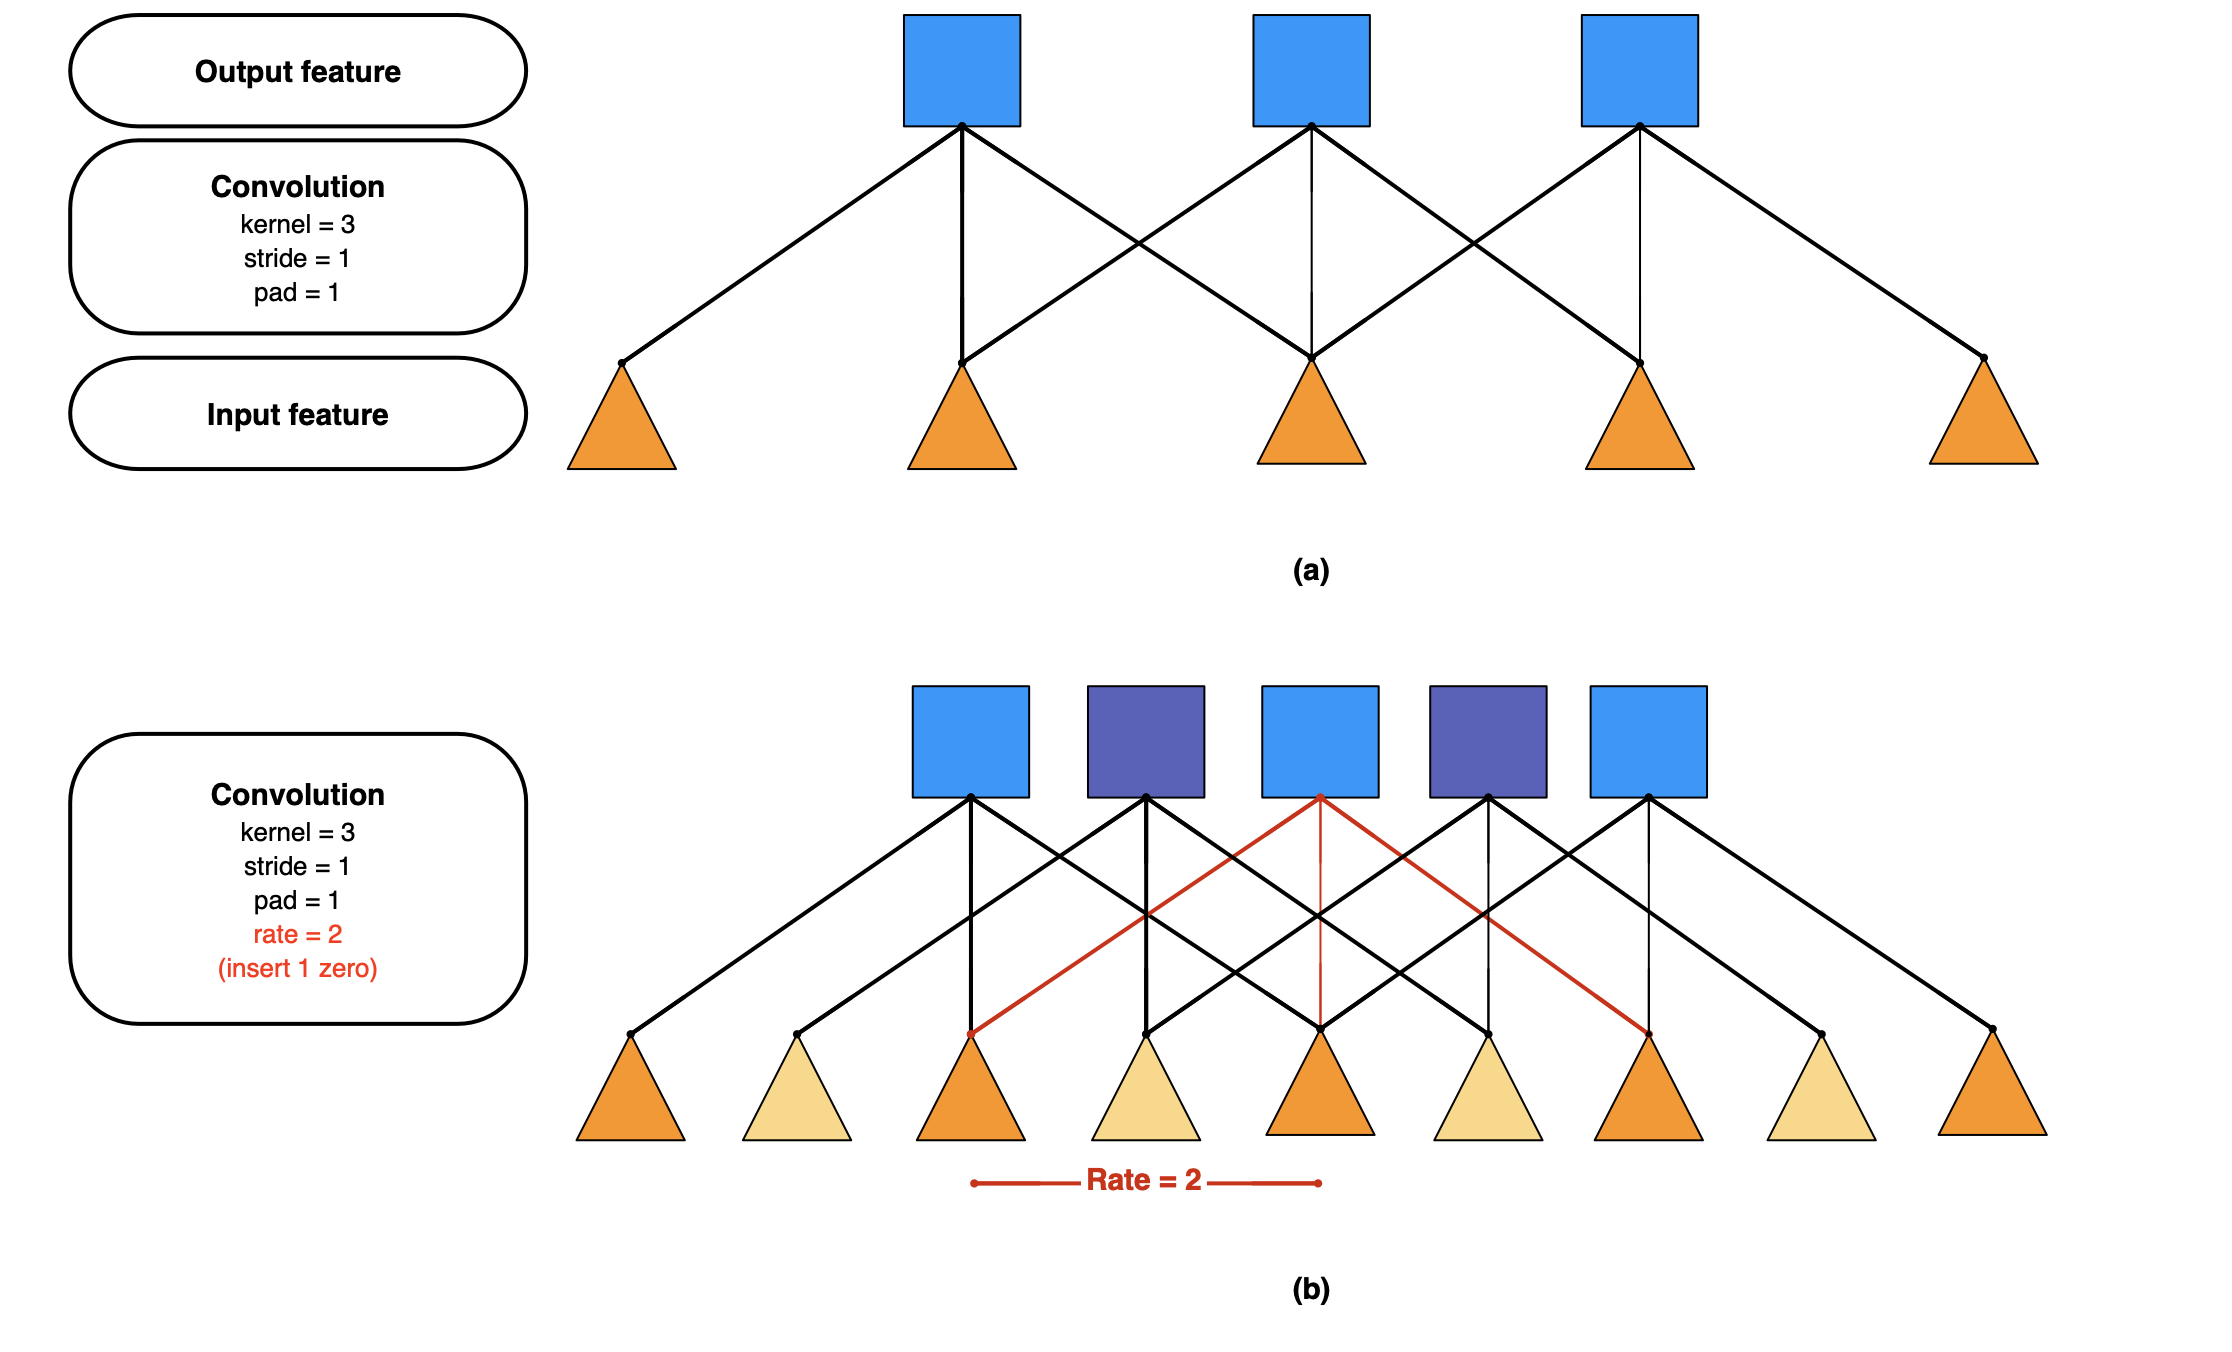 Output feature
Convolution
kernel = 3
stride = 1
pad = 1
Input feature
(a)
Convolution
kernel = 3
stride = 1
pad = 1
rate = 2
(insert 1 zero)
Rate = 2
(b)